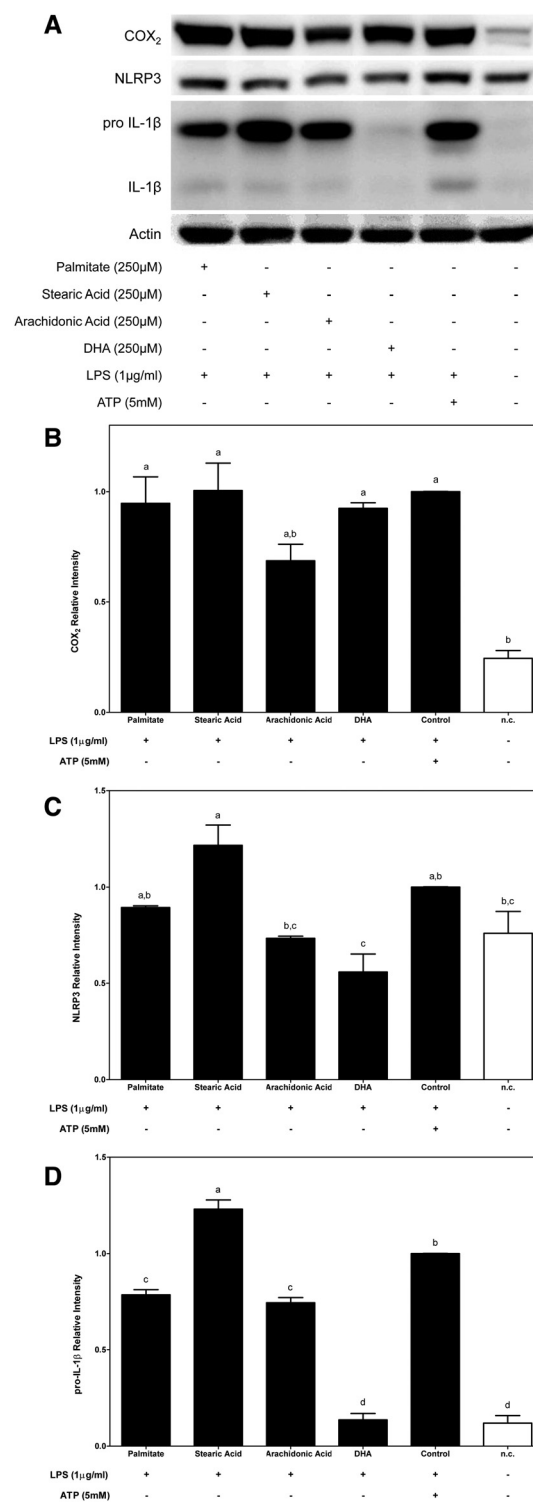 A
COX₂
NLRP3
pro IL-1β
IL-1β
Actin
Palmitate (250μM) + - - - - -
Stearic Acid (250μM) - + - - - -
Arachidonic Acid (250μM) - - + - - -
DHA (250μM) - - - + - -
LPS (1μg/ml) + + + + + -
ATP (5mM) - - - - + -
B
COX₂ Relative Intensity
1.0
0.5
0.0
a a a,b a a b
Palmitate Stearic Acid Arachidonic Acid DHA Control n.c.
LPS (1μg/ml) + + + + + -
ATP (5mM) - - - - + -
C
NLRP3 Relative Intensity
1.5
1.0
0.5
0.0
a,b a b,c c a,b b,c
Palmitate Stearic Acid Arachidonic Acid DHA Control n.c.
LPS (1μg/ml) + + + + + -
ATP (5mM) - - - - + -
D
pro-IL-1β Relative Intensity
1.5
1.0
0.5
0.0
c a c d b d
Palmitate Stearic Acid Arachidonic Acid DHA Control n.c.
LPS (1μg/ml) + + + + + -
ATP (5mM) - - - - + -